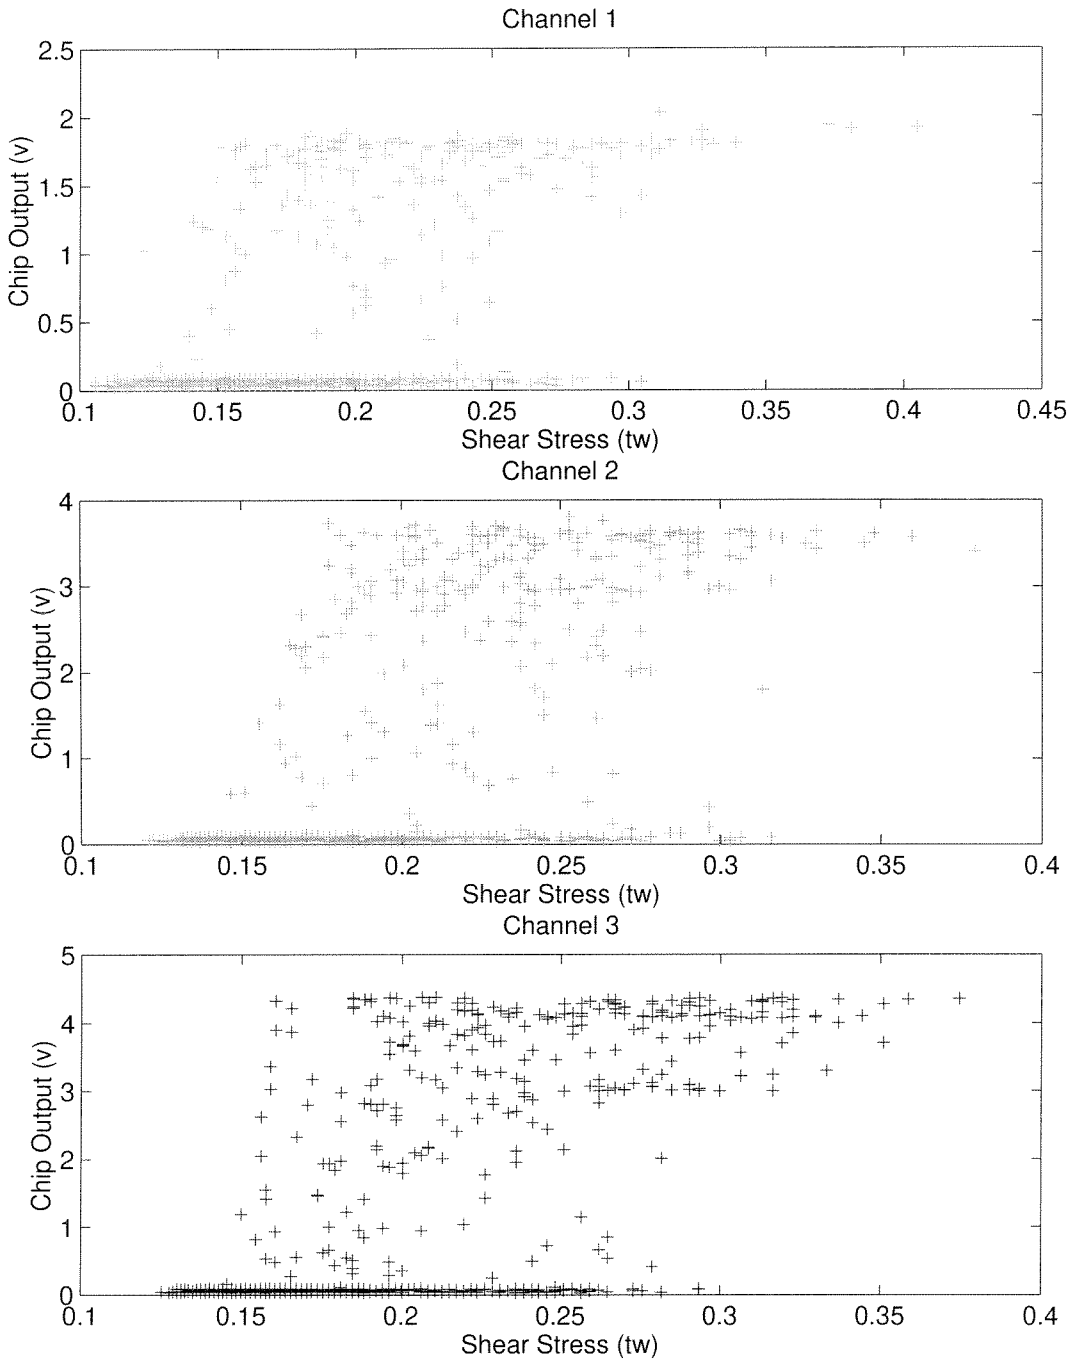 Channel 1
2.5
2
1.5
1
0.5
0
Chip Output (v)
0.1 0.15 0.2 0.25 0.3 0.35 0.4 0.45
Shear Stress (tw)
Channel 2
4
3
2
1
0
Chip Output (v)
0.1 0.15 0.2 0.25 0.3 0.35 0.4
Shear Stress (tw)
Channel 3
5
4
3
2
1
0
Chip Output (v)
0.1 0.15 0.2 0.25 0.3 0.35 0.4
Shear Stress (tw)